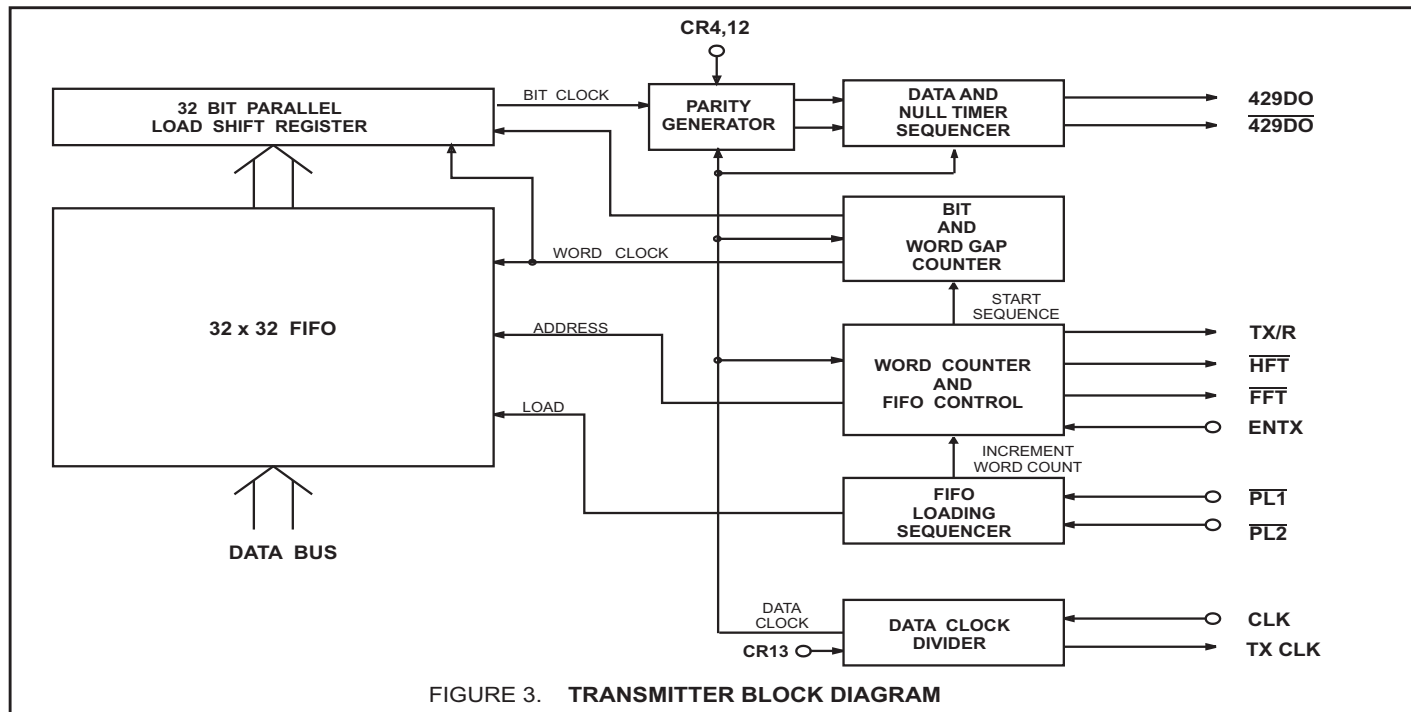 CR4,12
32 BIT PARALLEL
LOAD SHIFT REGISTER
BIT CLOCK
PARITY
GENERATOR
DATA AND
NULL TIMER
SEQUENCER
429DO
429DO
BIT
AND
WORD GAP
COUNTER
WORD CLOCK
START
SEQUENCE
32 x 32 FIFO
ADDRESS
WORD COUNTER
AND
FIFO CONTROL
TX/R
HFT
FFT
ENTX
LOAD
INCREMENT
WORD COUNT
FIFO
LOADING
SEQUENCER
PL1
PL2
DATA BUS
DATA
CLOCK
CR13
DATA CLOCK
DIVIDER
CLK
TX CLK
FIGURE 3. TRANSMITTER BLOCK DIAGRAM